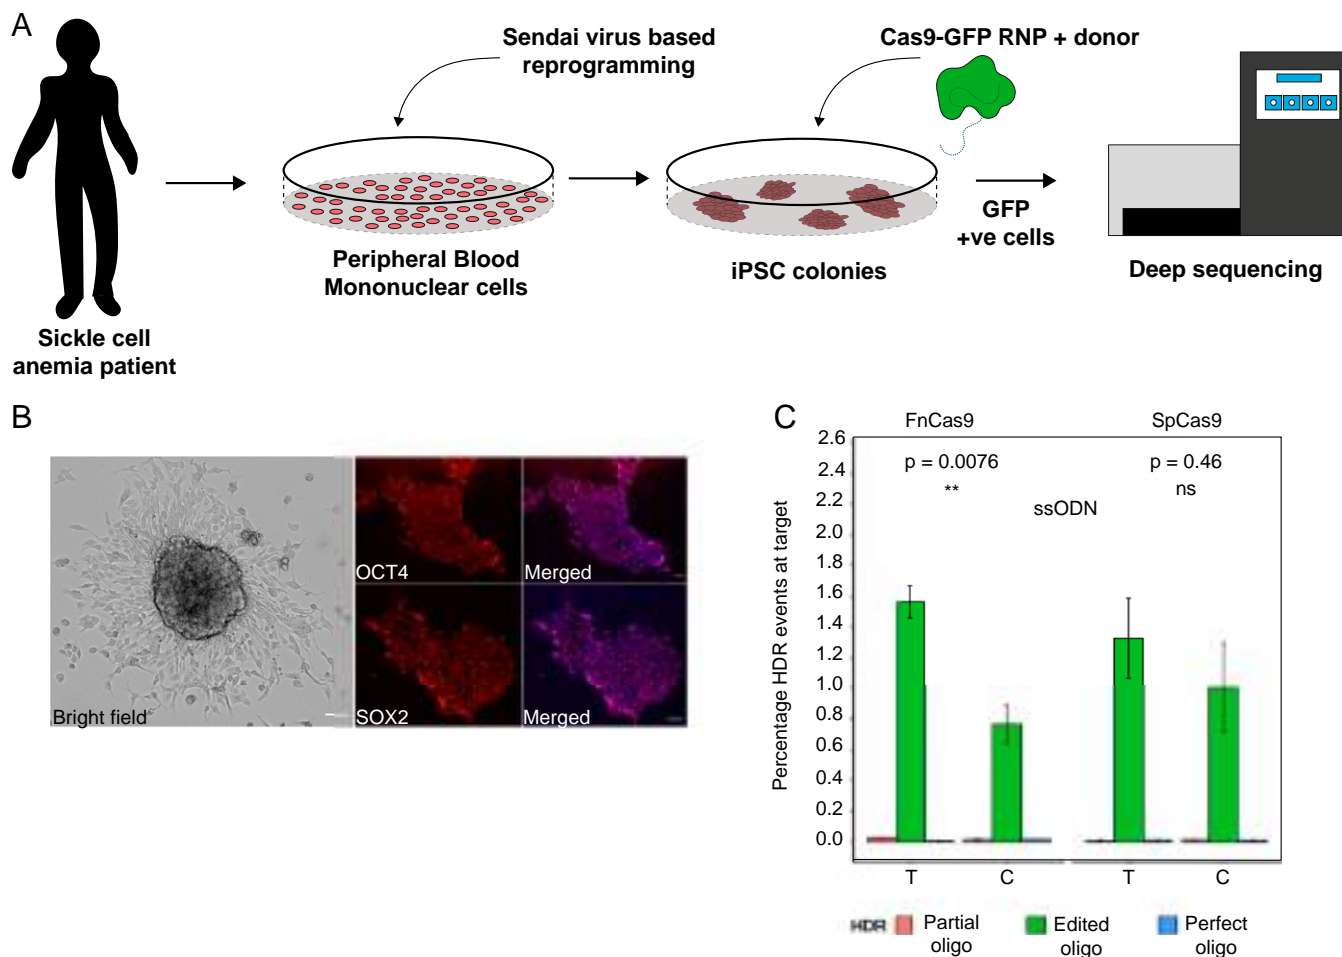 A
Sendai virus based
reprogramming
Cas9-GFP RNP + donor
GFP
+ve cells
Peripheral Blood
Mononuclear cells
iPSC colonies
Deep sequencing
Sickle cell
anemia patient
B
Bright field
OCT4
Merged
SOX2
Merged
C
FnCas9
SpCas9
p = 0.0076
**
p = 0.46
ns
ssODN
Percentage HDR events at target
2.6
2.4
2.2
2.0
1.8
1.6
1.4
1.2
1.0
0.8
0.6
0.4
0.2
0.0
T
C
T
C
HDR
Partial
oligo
Edited
oligo
Perfect
oligo